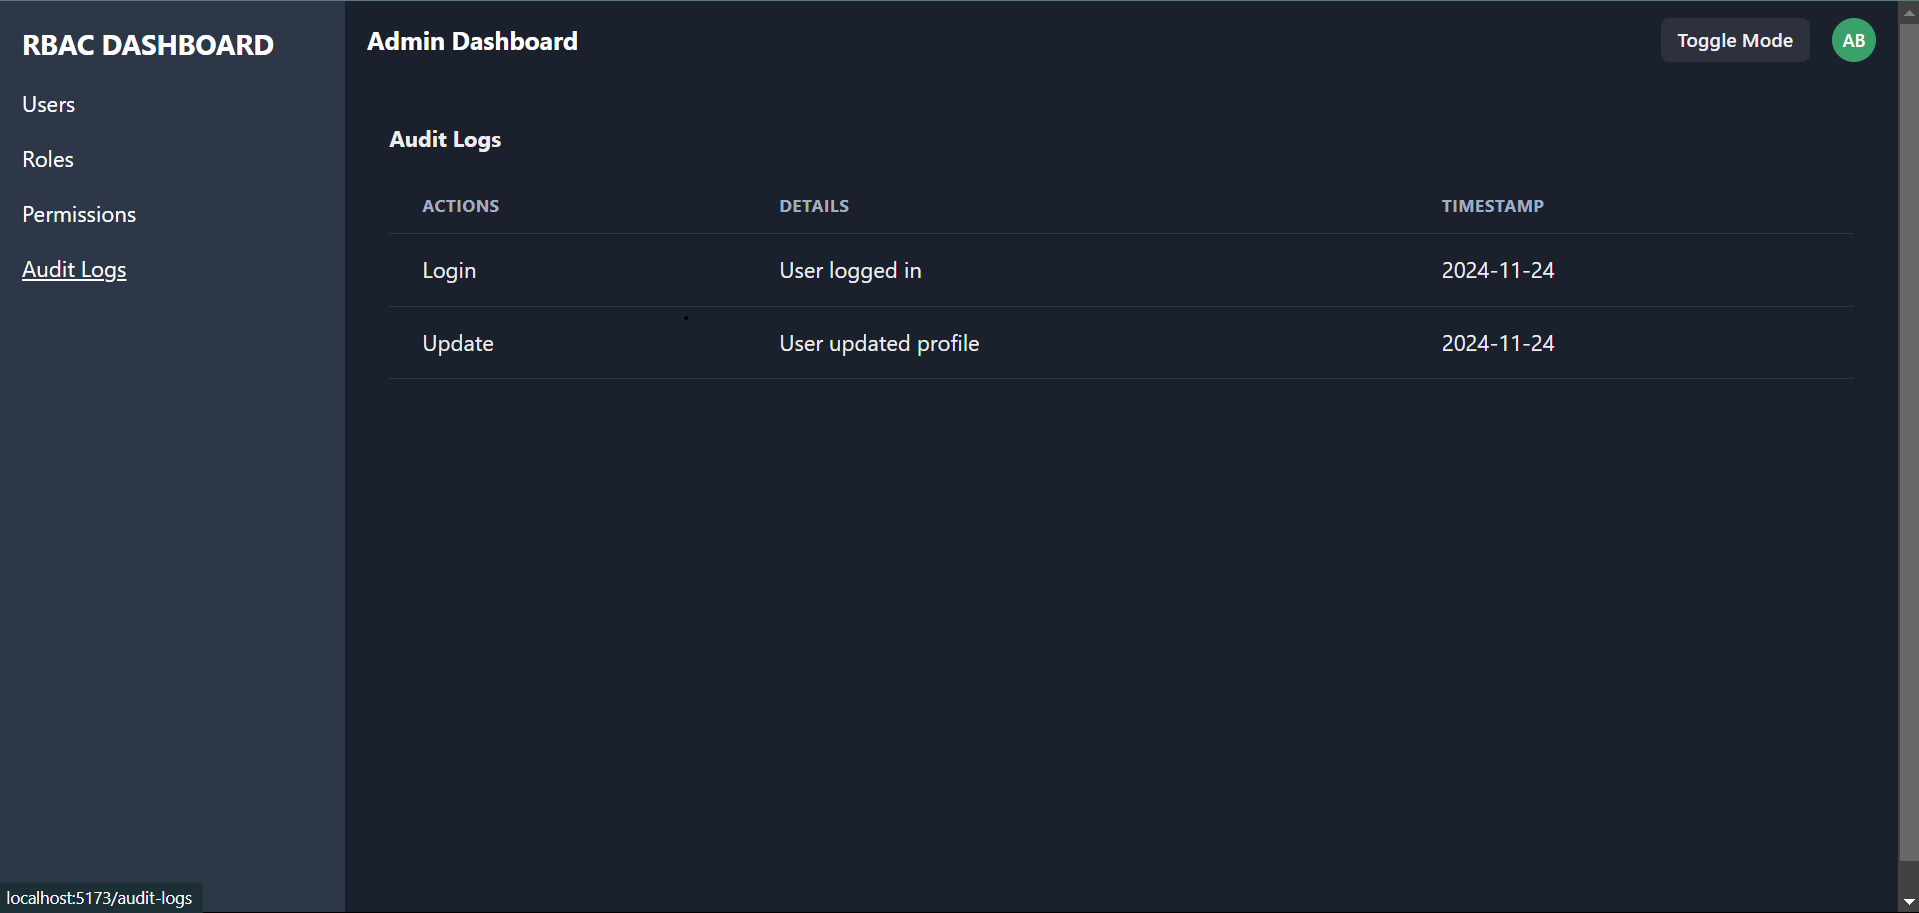 RBAC DASHBOARD
Users
Roles
Permissions
Audit Logs
Admin Dashboard
Toggle Mode
AB
Audit Logs
ACTIONS DETAILS TIMESTAMP
Login User logged in 2024-11-24
Update User updated profile 2024-11-24
localhost:5173/audit-logs